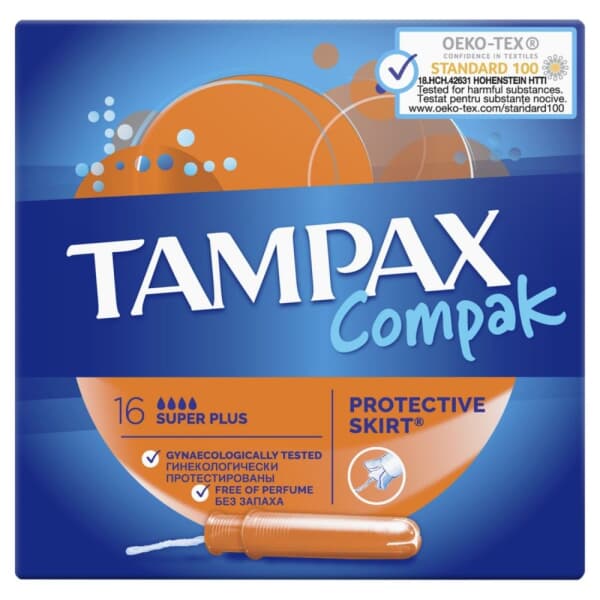 OEKO-TEX®
CONFIDENCE IN TEXTILES
STANDARD 100
18.HCH.42631 HOHENSTEIN HTTI
Tested for harmful substances.
Testat pentru substanțe nocive.
www.oeko-tex.com/standard100
TAMPAX
Compak
16 SUPER PLUS
PROTECTIVE
SKIRT®
GYNAECOLOGICALLY TESTED
ГИНЕКОЛОГИЧЕСКИ
ПРОТЕСТИРОВАНЫ
FREE OF PERFUME
БЕЗ ЗАПАХА